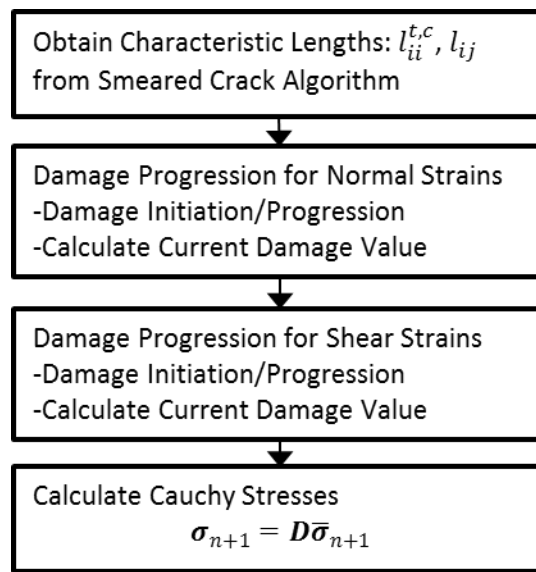 Obtain Characteristic Lengths: $l_{ii}^{t,c}$, $l_{ij}$
from Smeared Crack Algorithm
Damage Progression for Normal Strains
-Damage Initiation/Progression
-Calculate Current Damage Value
Damage Progression for Shear Strains
-Damage Initiation/Progression
-Calculate Current Damage Value
Calculate Cauchy Stresses
$\boldsymbol{\sigma}_{n+1} = \boldsymbol{D}\overline{\boldsymbol{\sigma}}_{n+1}$